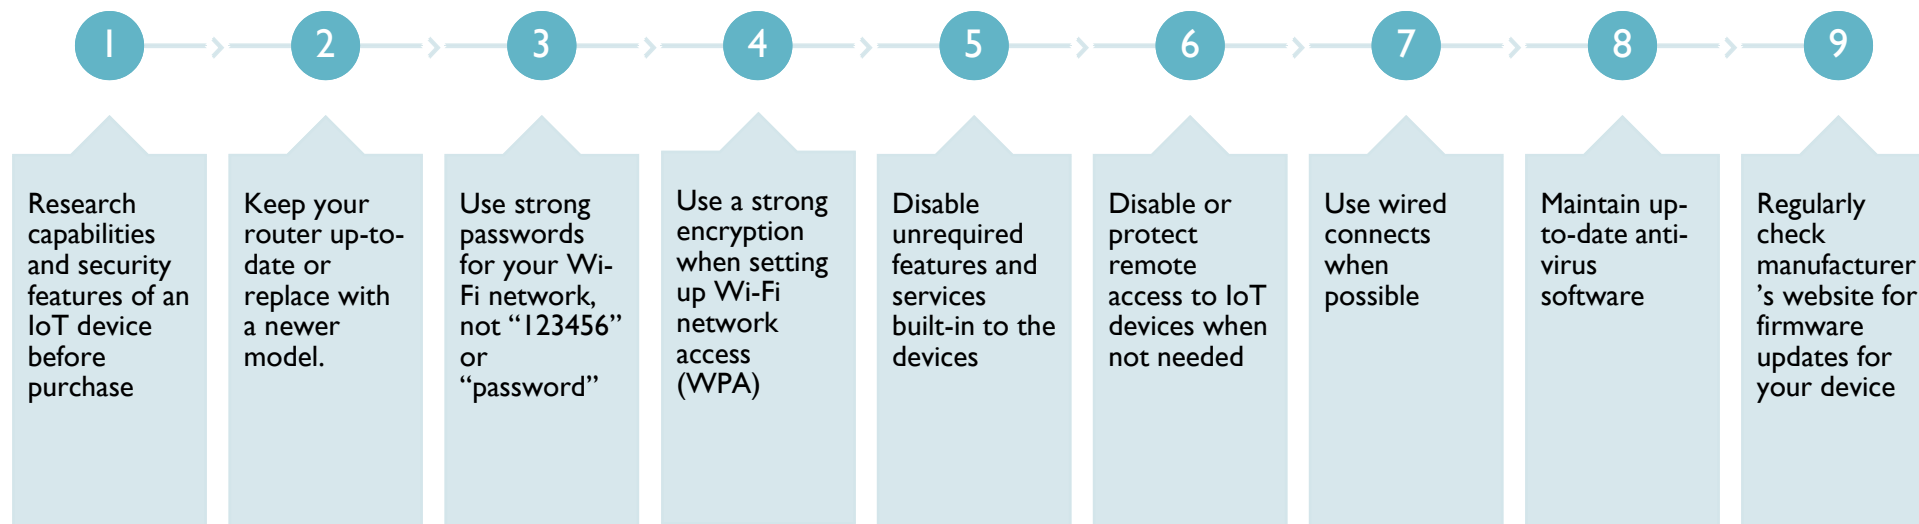 1
2
3
4
5
6
7
8
9
Research
capabilities
and security
features of an
IoT device
before
purchase
Keep your
router up-to-
date or
replace with
a newer
model.
Use strong
passwords
for your Wi-
Fi network,
not “123456”
or
“password”
Use a strong
encryption
when setting
up Wi-Fi
network
access
(WPA)
Disable
unrequired
features and
services
built-in to the
devices
Disable or
protect
remote
access to IoT
devices when
not needed
Use wired
connects
when
possible
Maintain up-
to-date anti-
virus
software
Regularly
check
manufacturer
’s website for
firmware
updates for
your device